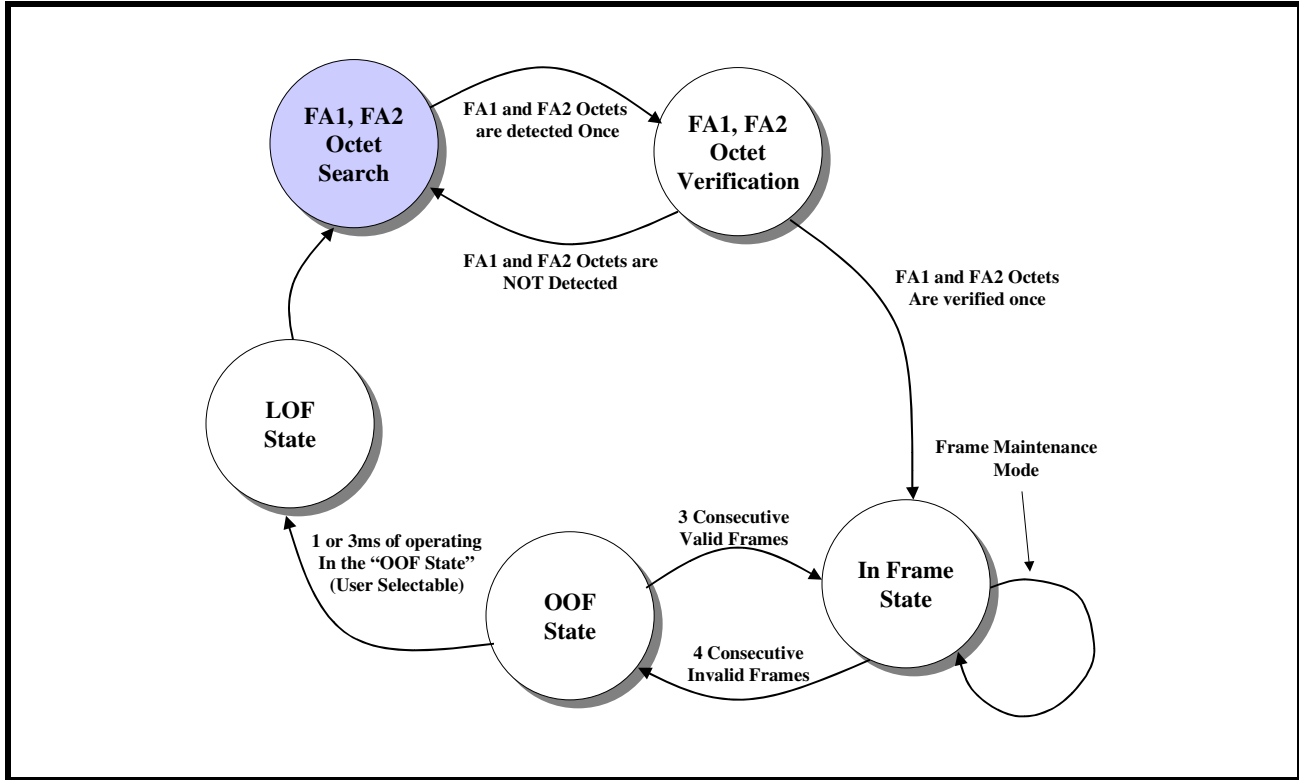 FA1, FA2
Octet
Search
FA1 and FA2 Octets
are detected Once
FA1, FA2
Octet
Verification
FA1 and FA2 Octets are
NOT Detected
FA1 and FA2 Octets
Are verified once
LOF
State
Frame Maintenance
Mode
1 or 3ms of operating
In the “OOF State”
(User Selectable)
3 Consecutive
Valid Frames
OOF
State
In Frame
State
4 Consecutive
Invalid Frames